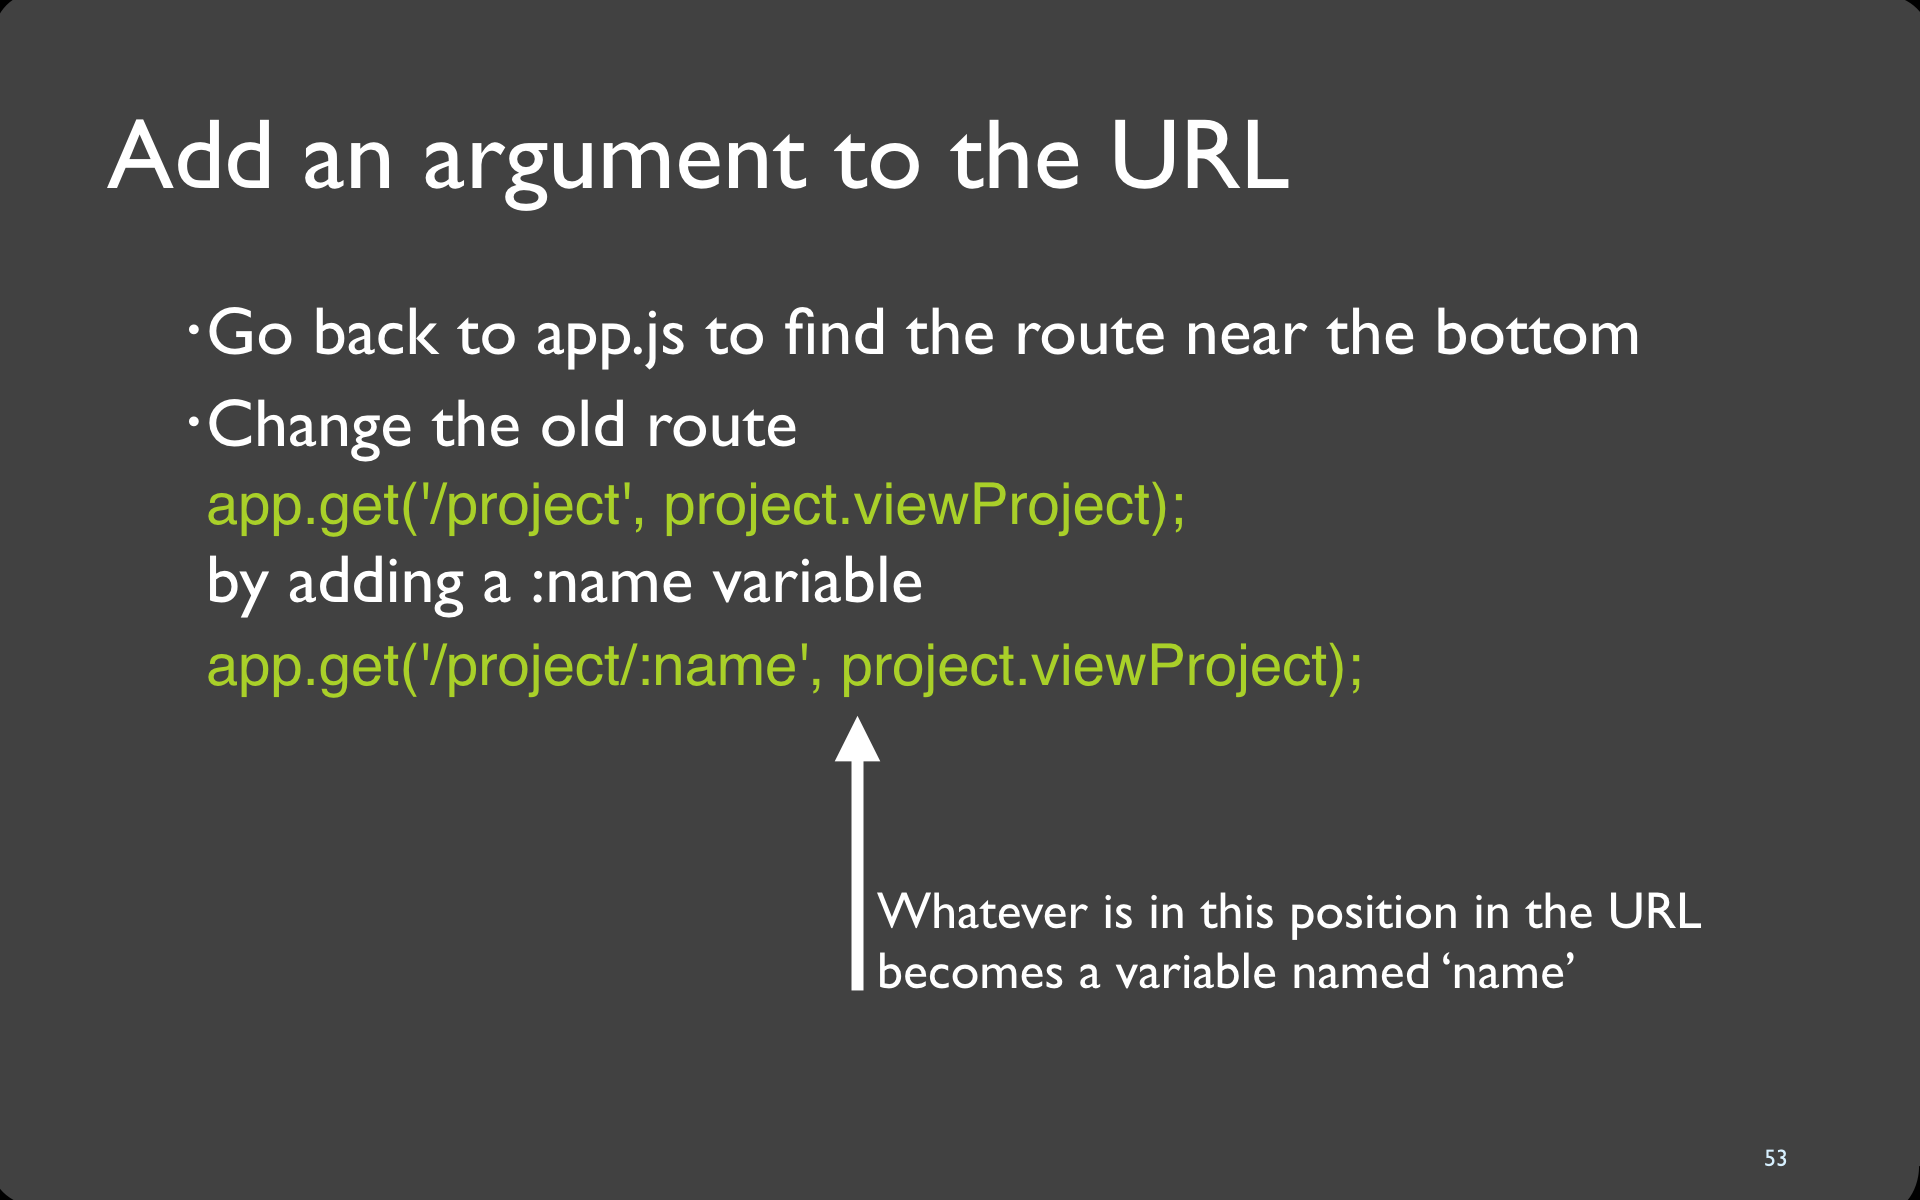 Add an argument to the URL
•Go back to app.js to find the route near the bottom
•Change the old route
app.get('/project', project.viewProject);
by adding a :name variable
app.get('/project/:name', project.viewProject);
Whatever is in this position in the URL
becomes a variable named ‘name’
53